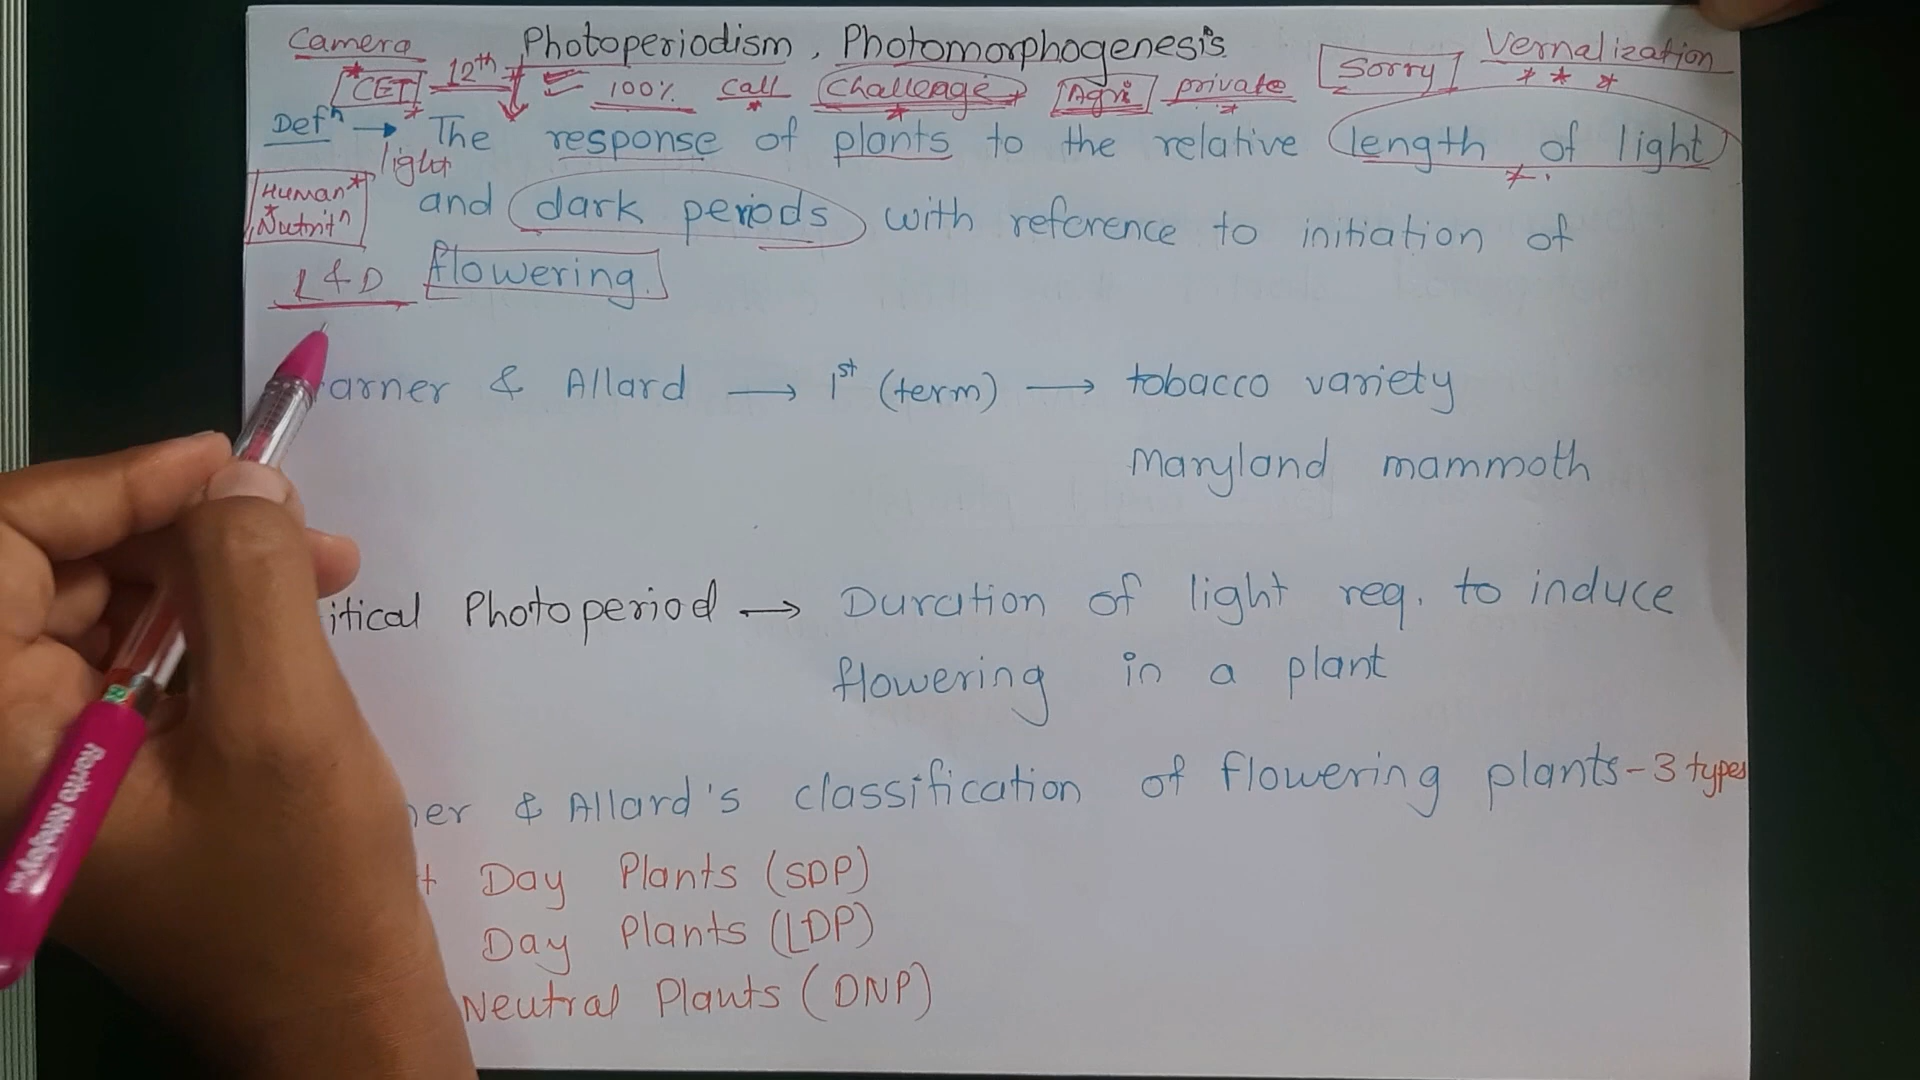 Camera Photoperiodism, Photomorphogenesis Vernalization
CET 12th 100% call challenge Agri private Sorry
Defn → The response of plants to the relative length of light
light
Human Nutritn and dark periods with reference to initiation of
L & D flowering.
arner & Allard → 1st (term) → tobacco variety
Maryland mammoth
itical Photoperiod → Duration of light req. to induce
flowering in a plant
ner & Allard's classification of flowering plants - 3 types
t Day Plants (SDP)
Day Plants (LDP)
Neutral Plants (DNP)